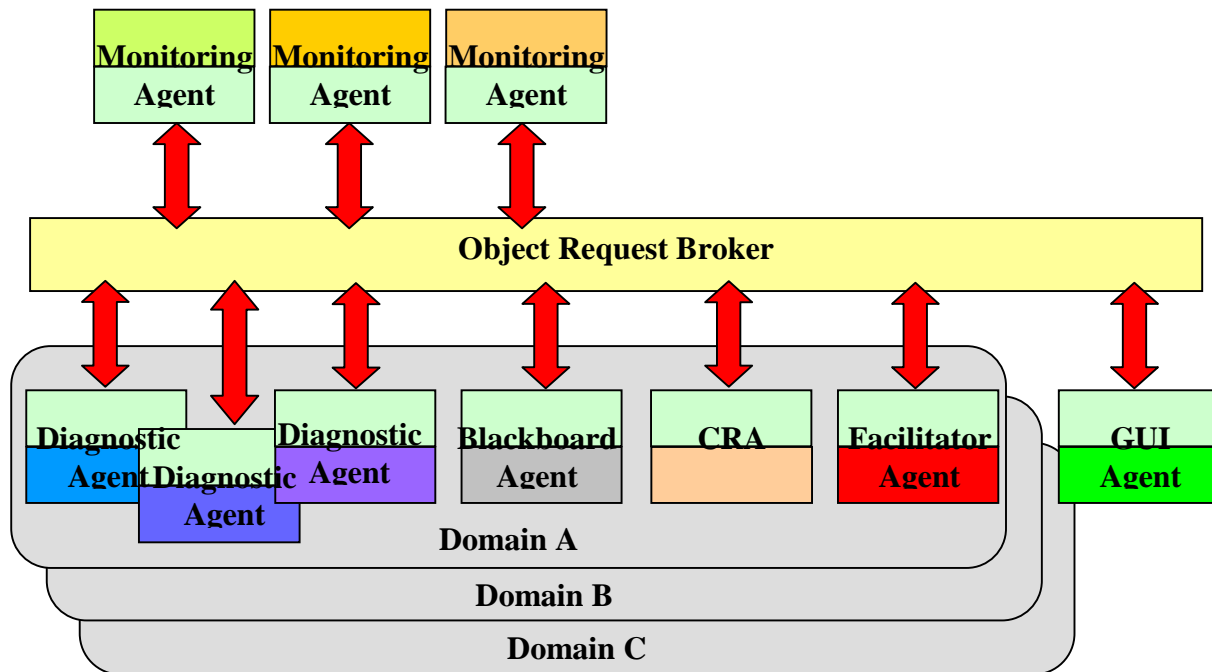 Monitoring
Agent
Monitoring
Agent
Monitoring
Agent
Object Request Broker
Diagnostic
Agent
Diagnostic
Agent
Diagnostic
Agent
Blackboard
Agent
CRA
Facilitator
Agent
GUI
Agent
Domain A
Domain B
Domain C